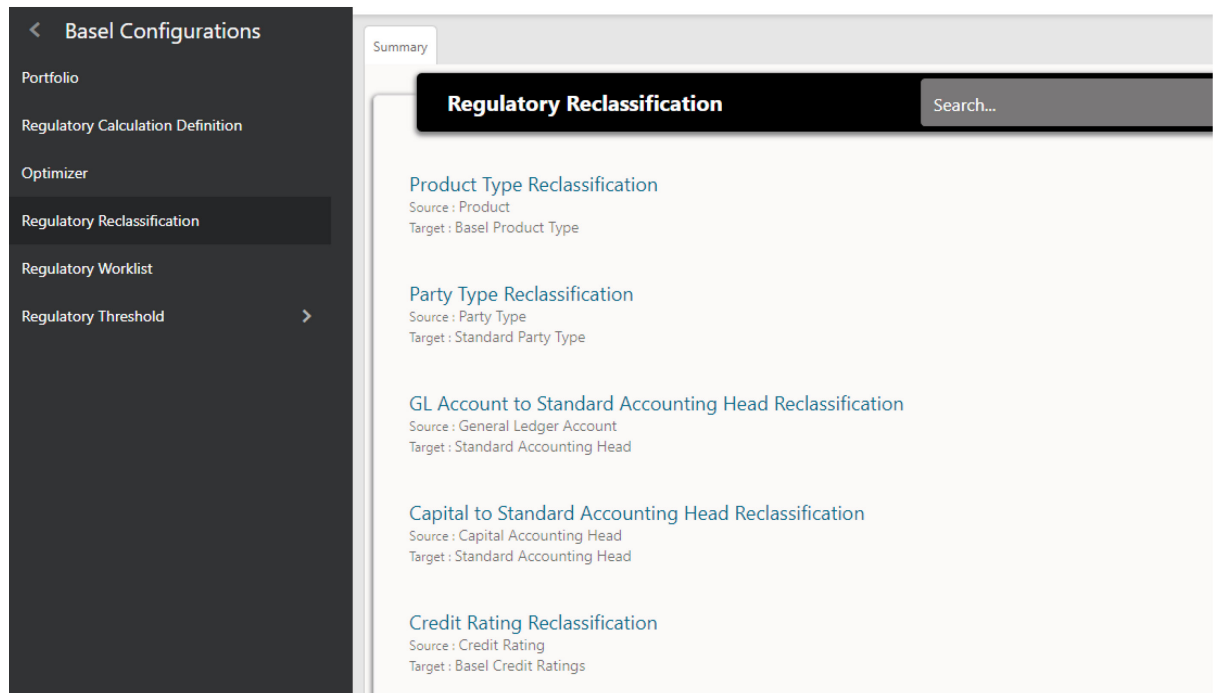 Basel Configurations
Portfolio
Regulatory Calculation Definition
Optimizer
Regulatory Reclassification
Regulatory Worklist
Regulatory Threshold
Summary
Regulatory Reclassification
Search...
Product Type Reclassification
Source : Product
Target : Basel Product Type
Party Type Reclassification
Source : Party Type
Target : Standard Party Type
GL Account to Standard Accounting Head Reclassification
Source : General Ledger Account
Target : Standard Accounting Head
Capital to Standard Accounting Head Reclassification
Source : Capital Accounting Head
Target : Standard Accounting Head
Credit Rating Reclassification
Source : Credit Rating
Target : Basel Credit Ratings